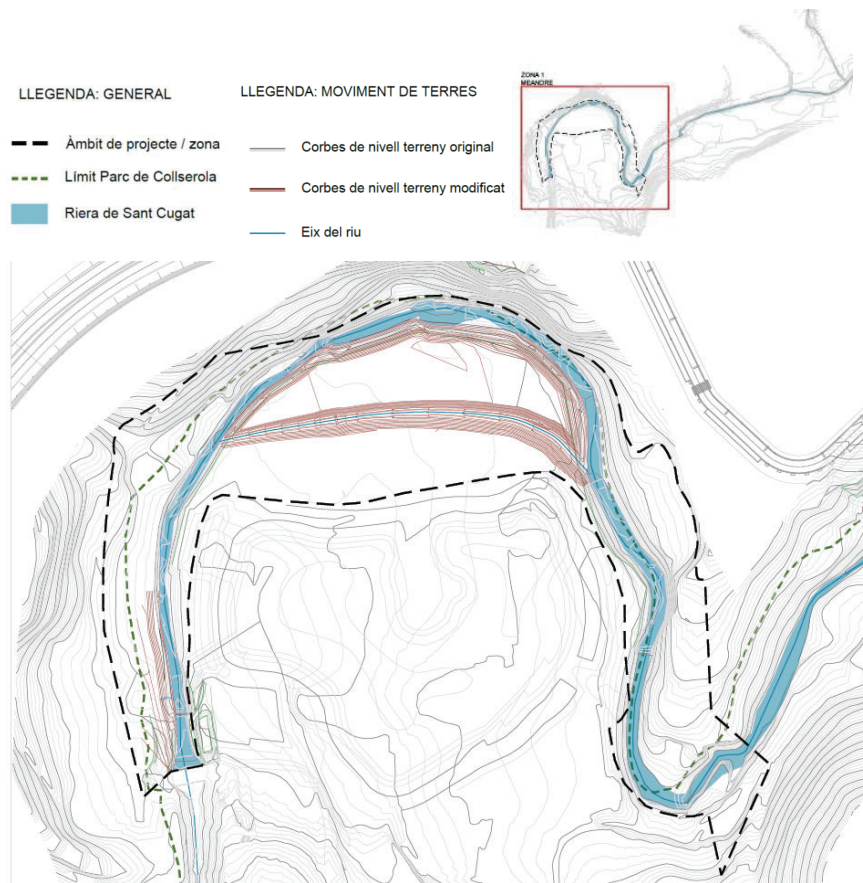 ZONA 1
MEANDRE
LLEGENDA: GENERAL
Àmbit de projecte / zona
Límit Parc de Collserola
Riera de Sant Cugat
LLEGENDA: MOVIMENT DE TERRES
Corbes de nivell terreny original
Corbes de nivell terreny modificat
Eix del riu